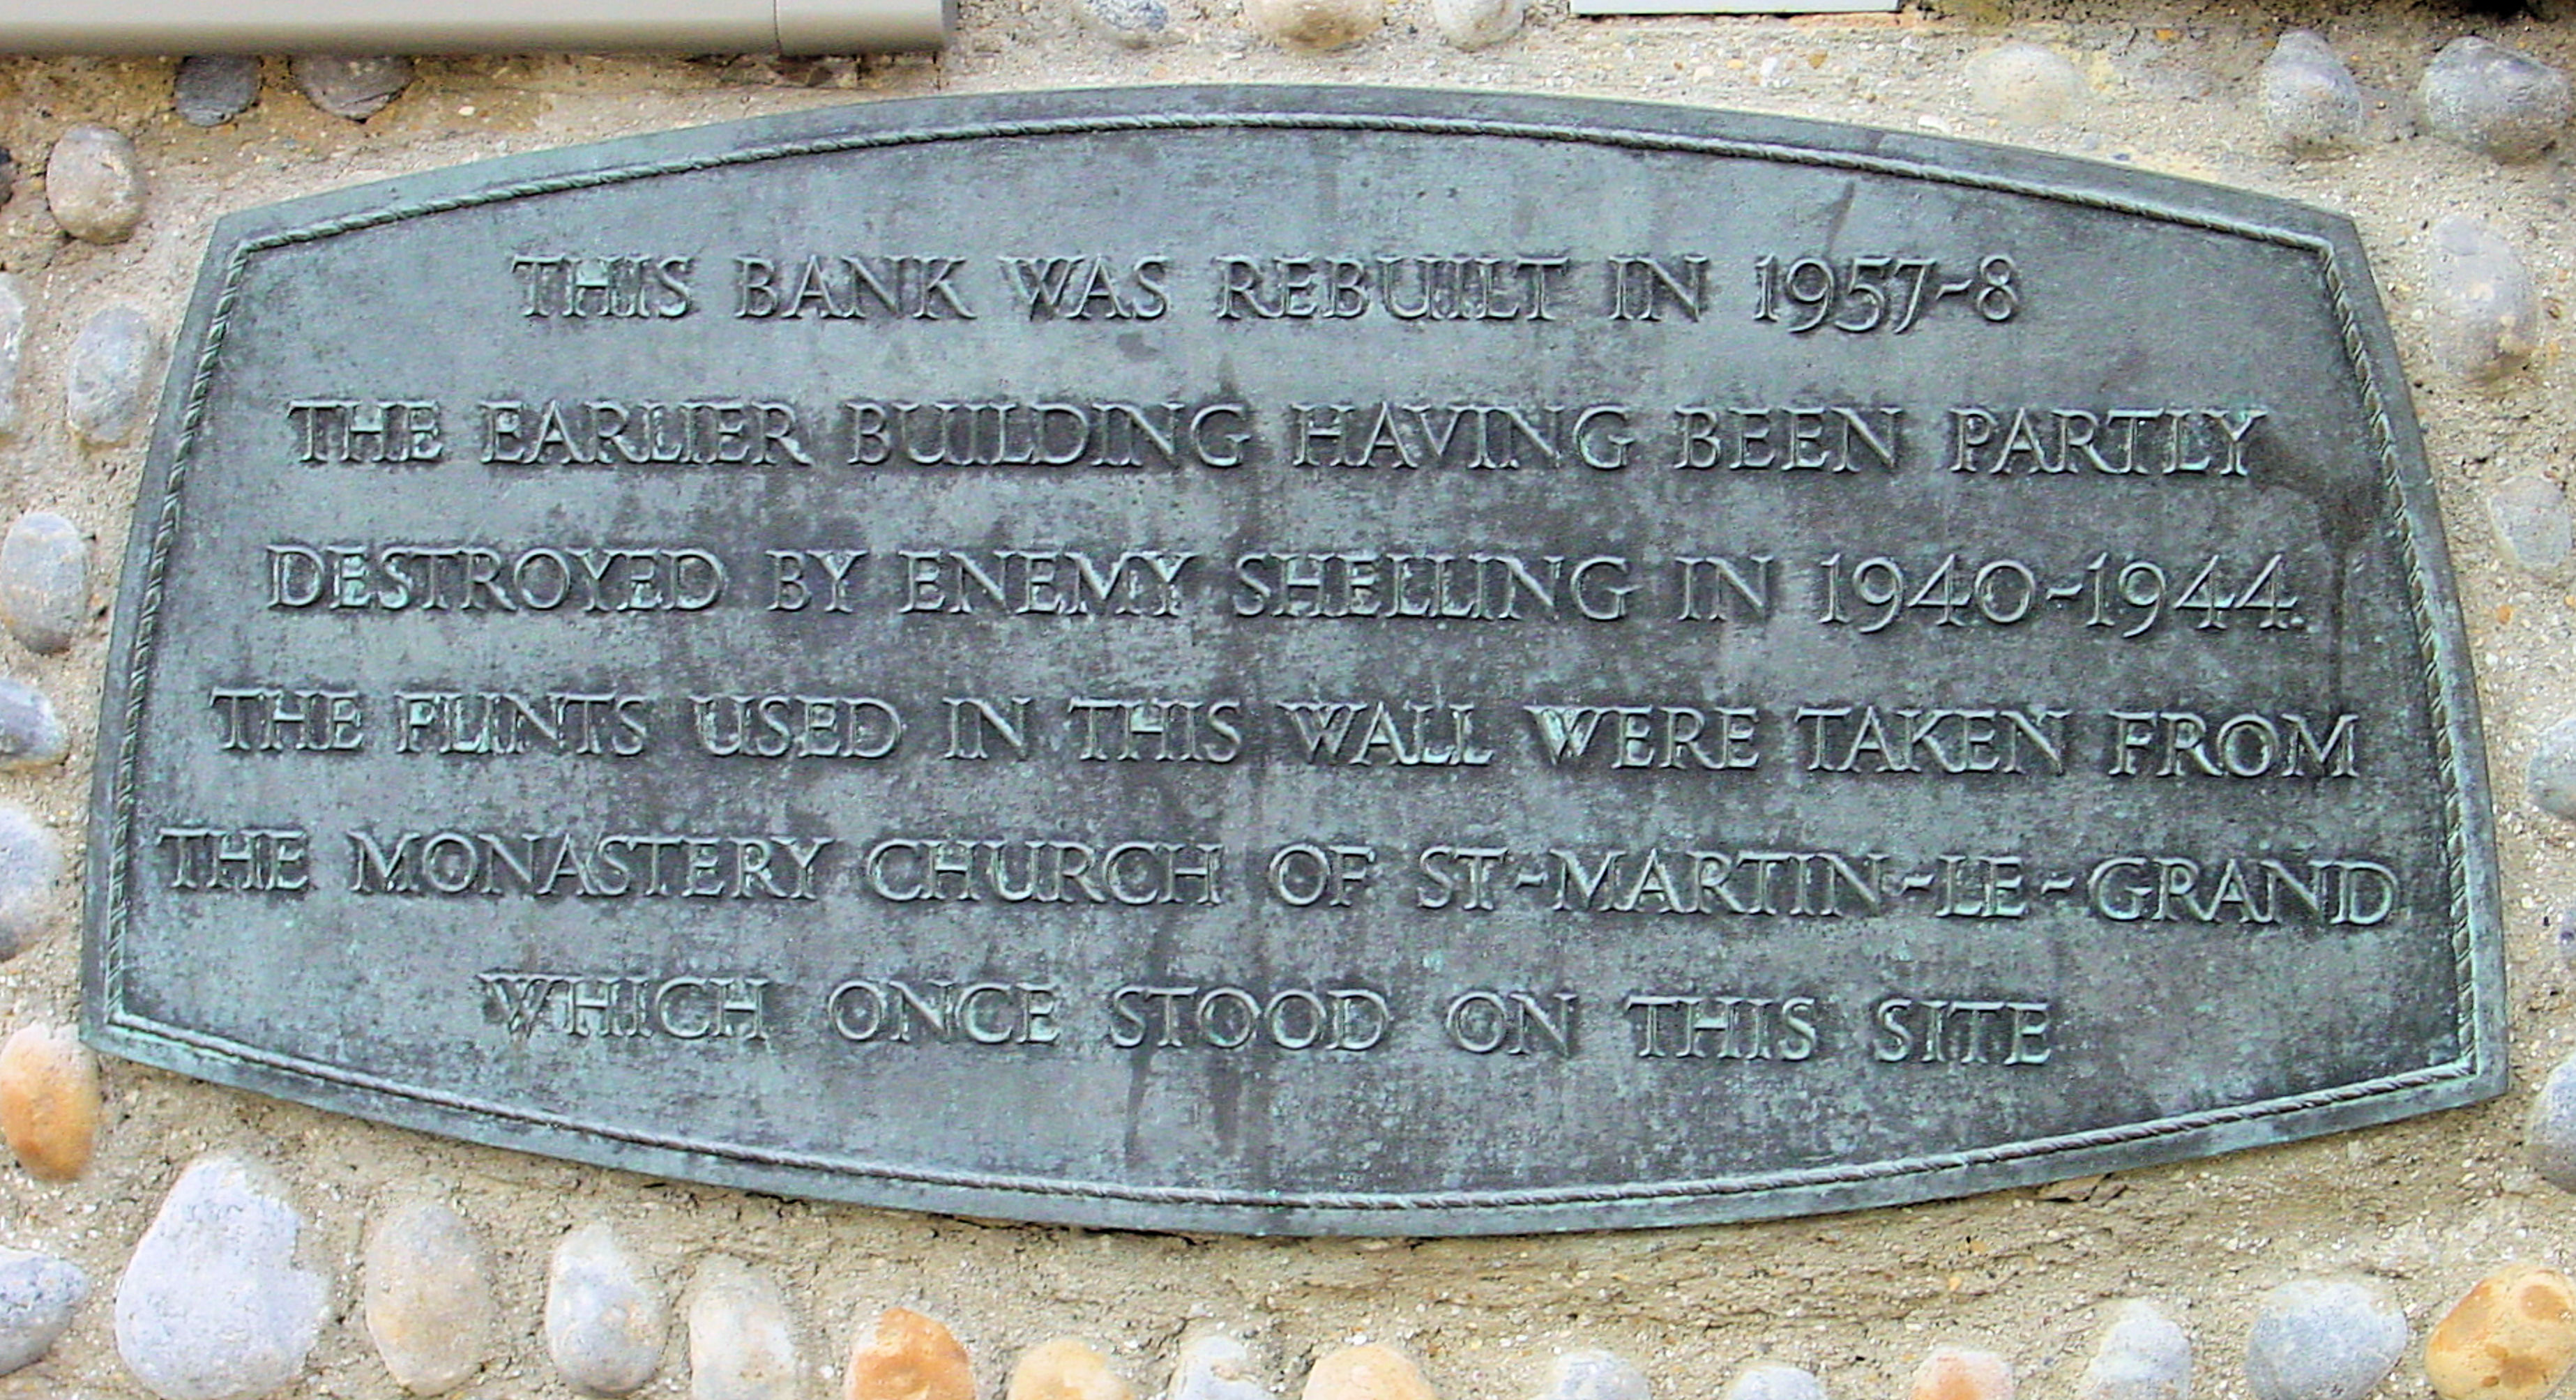 THIS BANK WAS REBUILT IN 1957-8
THE EARLIER BUILDING HAVING BEEN PARTLY
DESTROYED BY ENEMY SHELLING IN 1940-1944.
THE FLINTS USED IN THIS WALL WERE TAKEN FROM
THE MONASTERY CHURCH OF ST-MARTIN-LE-GRAND
WHICH ONCE STOOD ON THIS SITE